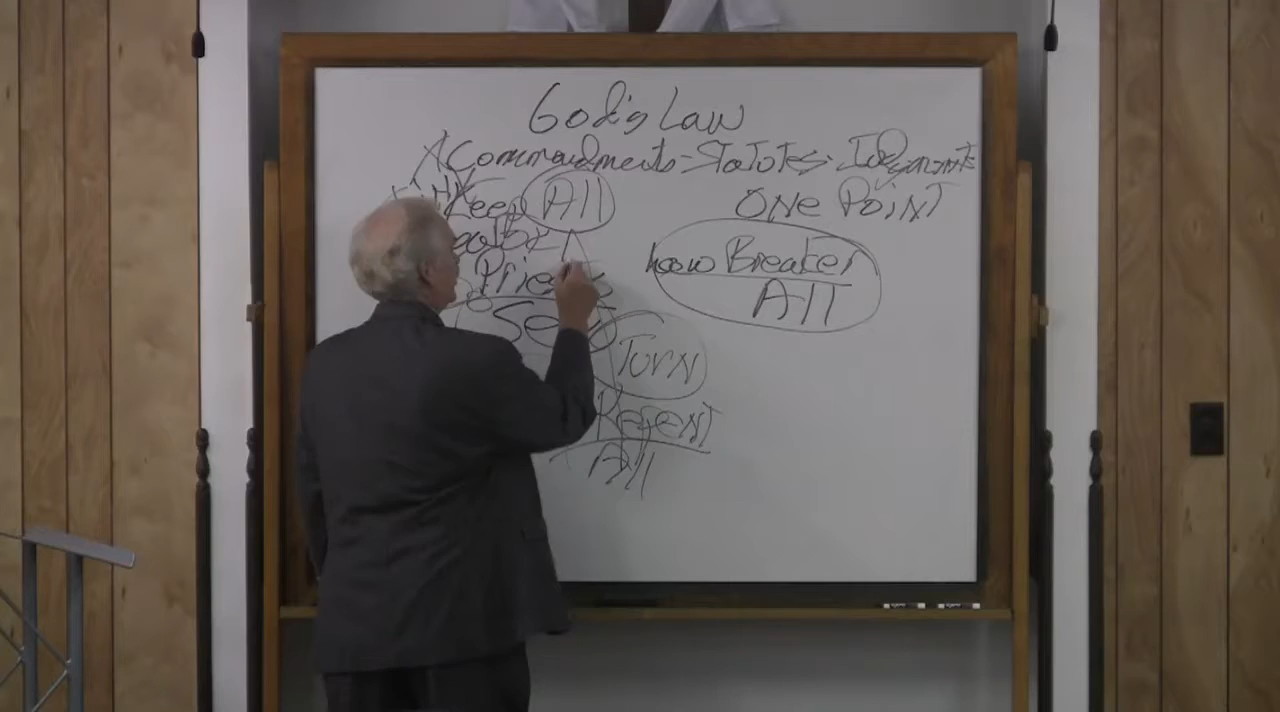 God's Law
Commandments - Statutes - Judgments
Keep All
ONE POINT
Law Breaker
All
Turn
Repent
All